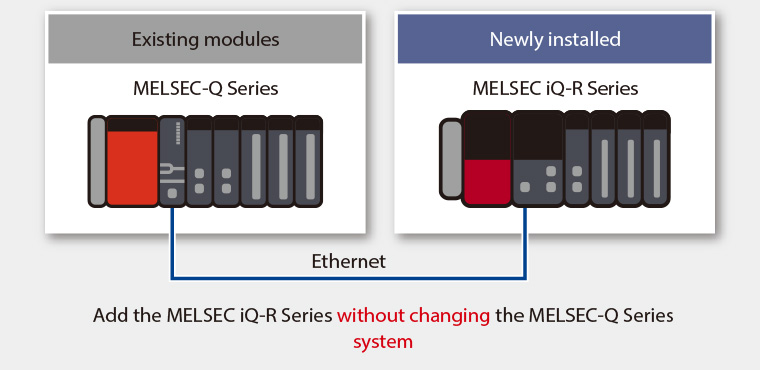 Existing modules
Newly installed
MELSEC-Q Series
MELSEC iQ-R Series
Ethernet
Add the MELSEC iQ-R Series without changing the MELSEC-Q Series
system